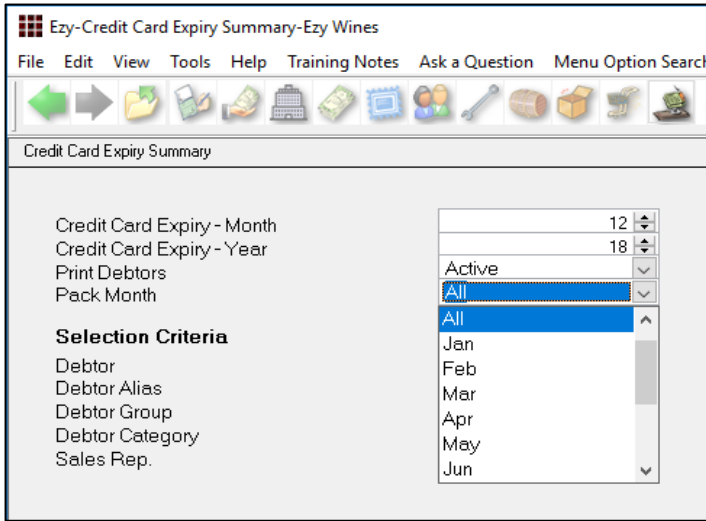 Ezy-Credit Card Expiry Summary-Ezy Wines
File Edit View Tools Help Training Notes Ask a Question Menu Option Search
Credit Card Expiry Summary
Credit Card Expiry - Month 12
Credit Card Expiry - Year 18
Print Debtors Active
Pack Month All
All
Selection Criteria
Jan
Debtor
Feb
Debtor Alias
Mar
Debtor Group
Apr
Debtor Category
May
Sales Rep.
Jun